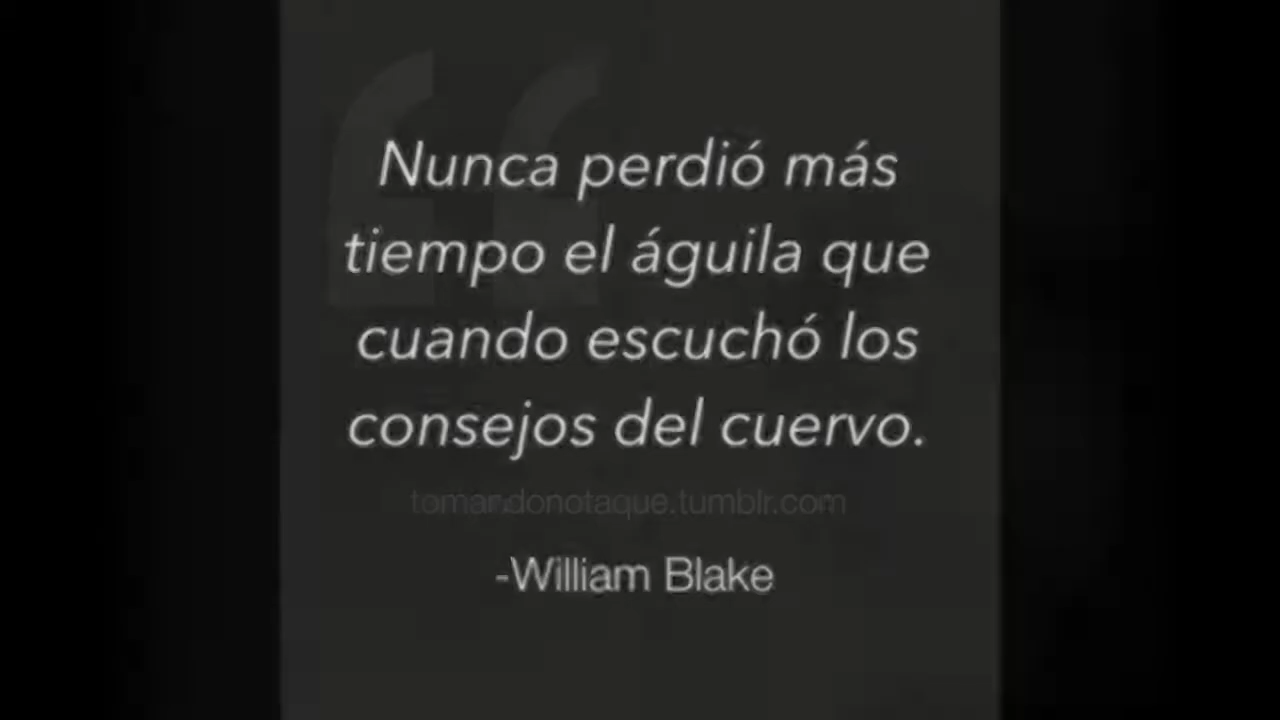 Nunca perdió más
tiempo el águila que
cuando escuchó los
consejos del cuervo.
tomandonotaque.tumblr.com
-William Blake